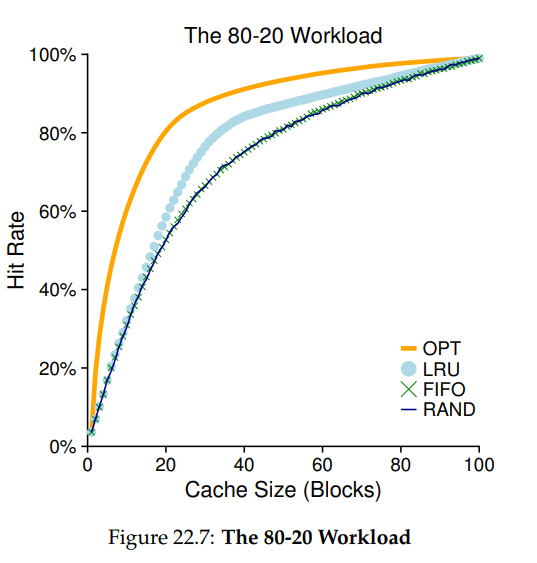 The 80-20 Workload
100%
80%
60%
40%
20%
0%
Hit Rate
OPT
LRU
FIFO
RAND
0 20 40 60 80 100
Cache Size (Blocks)
Figure 22.7: The 80-20 Workload